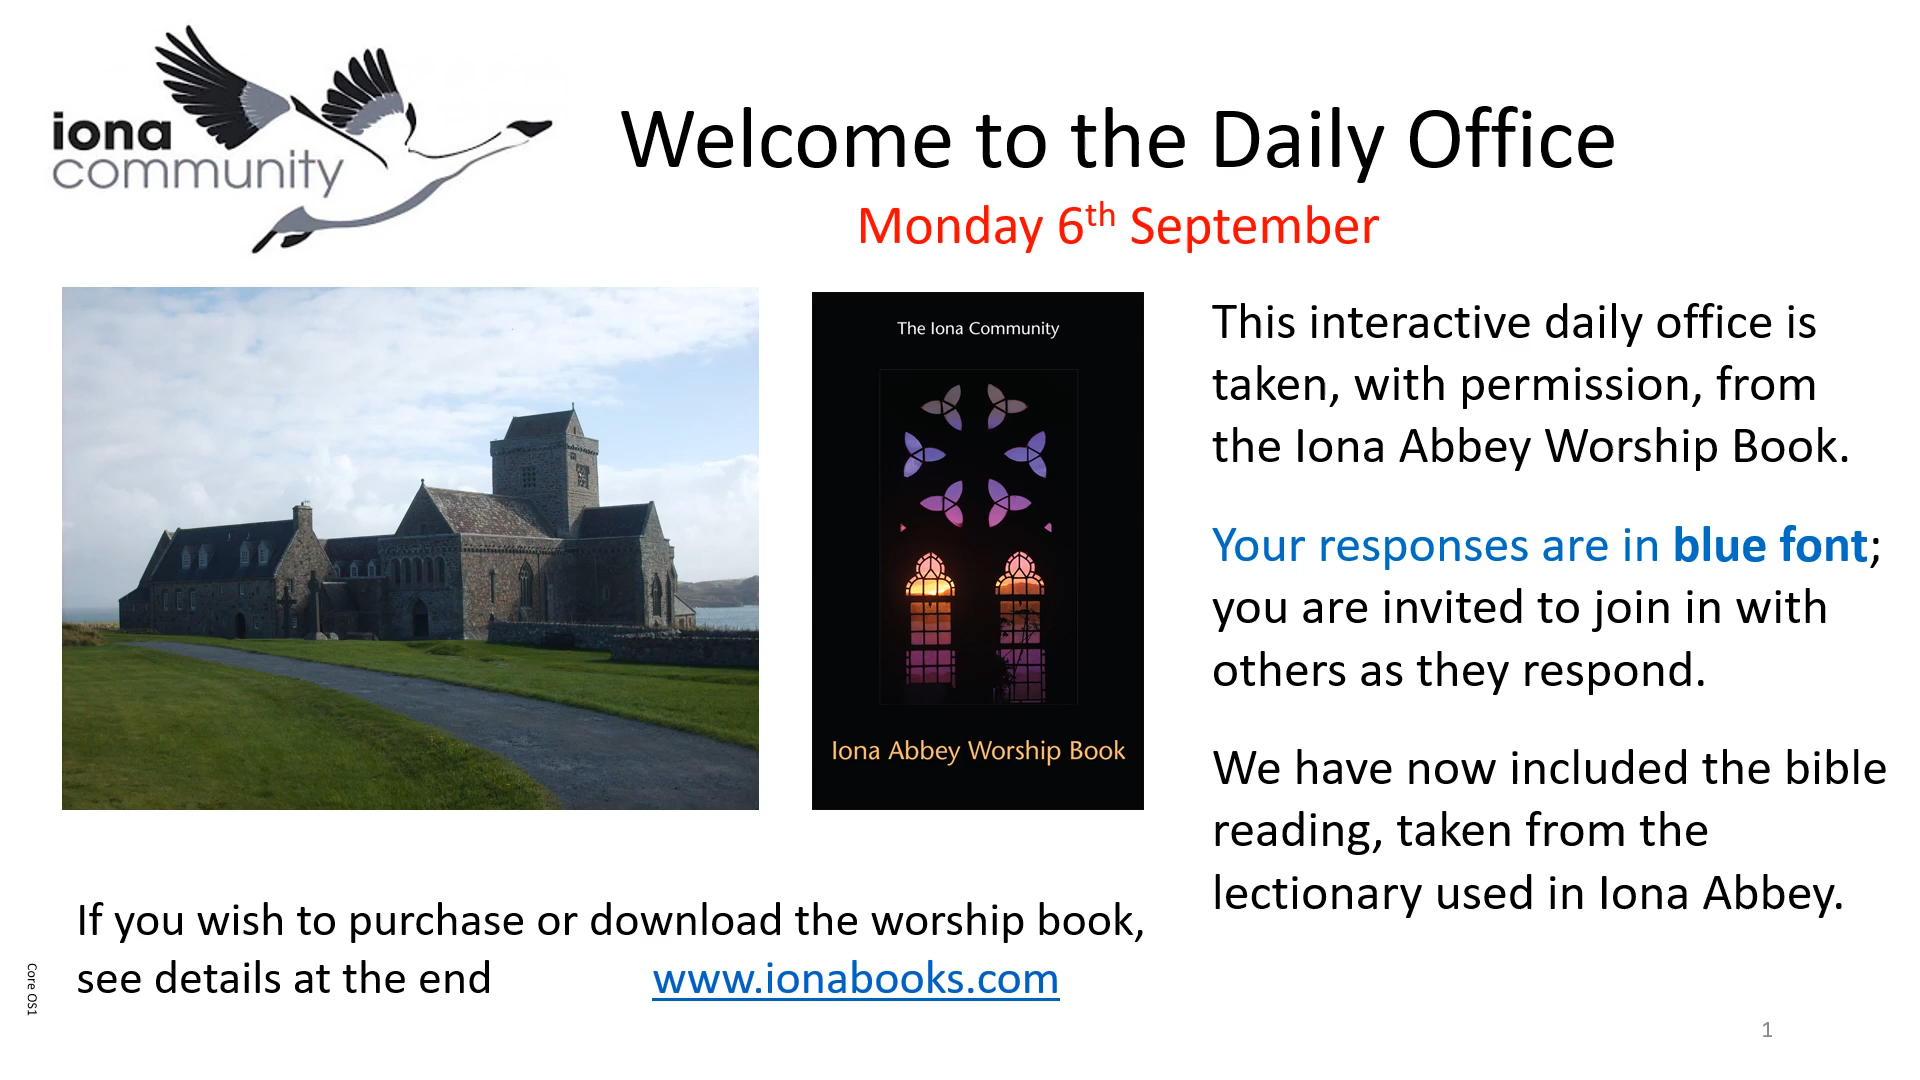 iona
community
Welcome to the Daily Office
Monday 6th September
The Iona Community
Iona Abbey Worship Book
This interactive daily office is
taken, with permission, from
the Iona Abbey Worship Book.
Your responses are in blue font;
you are invited to join in with
others as they respond.
We have now included the bible
reading, taken from the
lectionary used in Iona Abbey.
If you wish to purchase or download the worship book,
see details at the end www.ionabooks.com
Core OS1
1